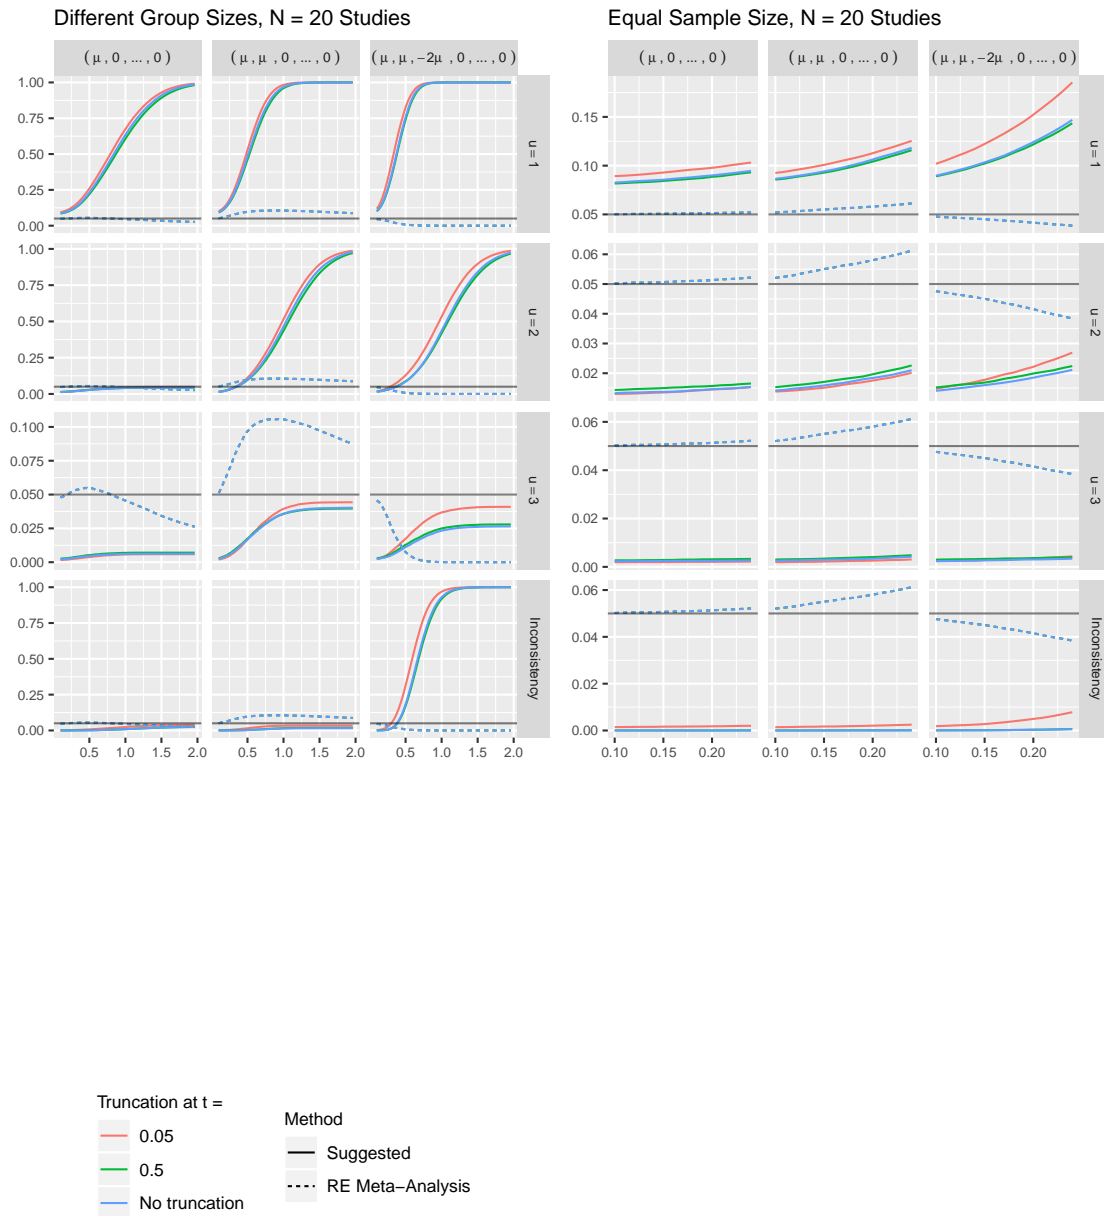 Different Group Sizes, N = 20 Studies
( μ , 0 , ... , 0 )
( μ , μ , 0 , ... , 0 )
( μ , μ , −2μ , 0 , ... , 0 )
1.00
0.75
0.50
0.25
0.00
u = 1
1.00
0.75
0.50
0.25
0.00
u = 2
0.100
0.075
0.050
0.025
0.000
u = 3
1.00
0.75
0.50
0.25
0.00
Inconsistency
0.5 1.0 1.5 2.0
0.5 1.0 1.5 2.0
0.5 1.0 1.5 2.0
Equal Sample Size, N = 20 Studies
( μ , 0 , ... , 0 )
( μ , μ , 0 , ... , 0 )
( μ , μ , −2μ , 0 , ... , 0 )
0.15
0.10
0.05
u = 1
0.06
0.05
0.04
0.03
0.02
u = 2
0.06
0.04
0.02
0.00
u = 3
0.06
0.04
0.02
0.00
Inconsistency
0.10 0.15 0.20
0.10 0.15 0.20
0.10 0.15 0.20
Truncation at t =
0.05
0.5
No truncation
Method
Suggested
RE Meta−Analysis